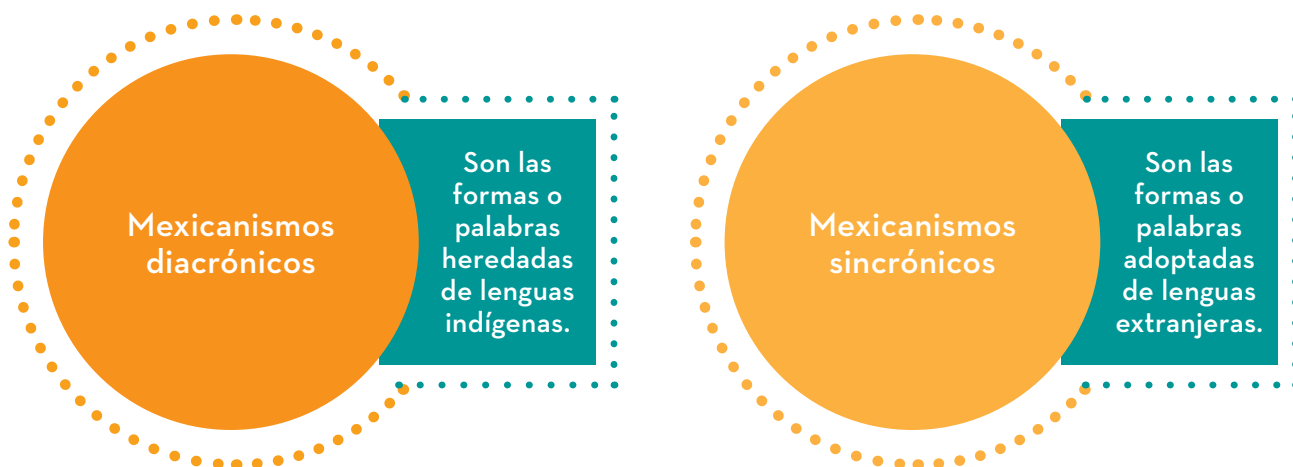 Mexicanismos
diacrónicos
Son las
formas o
palabras
heredadas
de lenguas
indígenas.
Mexicanismos
sincrónicos
Son las
formas o
palabras
adoptadas
de lenguas
extranjeras.